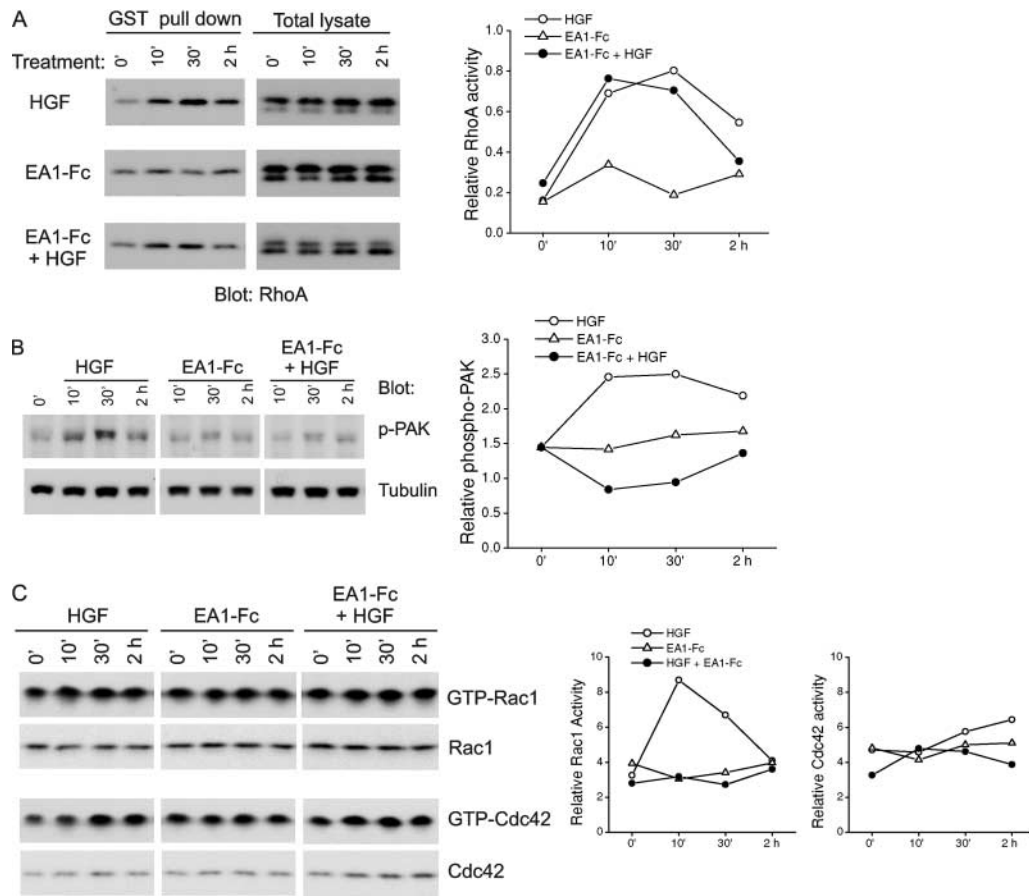 A
GST pull down Total lysate
Treatment: 0' 10' 30' 2 h 0' 10' 30' 2 h
HGF
EA1-Fc
EA1-Fc
+ HGF
Blot: RhoA
HGF
EA1-Fc
EA1-Fc + HGF
Relative RhoA activity
1.0
0.8
0.6
0.4
0.2
0.0
0' 10' 30' 2 h
B
HGF EA1-Fc EA1-Fc
+ HGF
0' 10' 30' 2 h 10' 30' 2 h 10' 30' 2 h
Blot:
p-PAK
Tubulin
HGF
EA1-Fc
EA1-Fc + HGF
Relative phospho-PAK
2.5
3.0
2.0
1.5
1.0
0.5
0.0
0' 10' 30' 2 h
C
HGF EA1-Fc EA1-Fc
+ HGF
0' 10' 30' 2 h 0' 10' 30' 2 h 0' 10' 30' 2 h
GTP-Rac1
Rac1
GTP-Cdc42
Cdc42
HGF
EA1-Fc
HGF + EA1-Fc
Relative Rac1 Activity
10
8
6
4
2
0
0' 10' 30' 2 h
Relative Cdc42 activity
10
8
6
4
2
0
0' 10' 30' 2 h